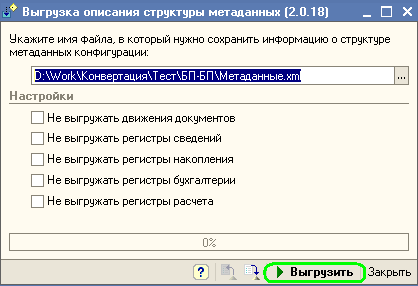 Выгрузка описания структуры метаданных (2.0.18)
Укажите имя файла, в который нужно сохранить информацию о структуре
метаданных конфигурации:
D:\Work\Конвертация\Тест\БП-БП\Метаданные.xml
...
Настройки
Не выгружать движения документов
Не выгружать регистры сведений
Не выгружать регистры накопления
Не выгружать регистры бухгалтерии
Не выгружать регистры расчета
0%
? Выгрузить Закрыть